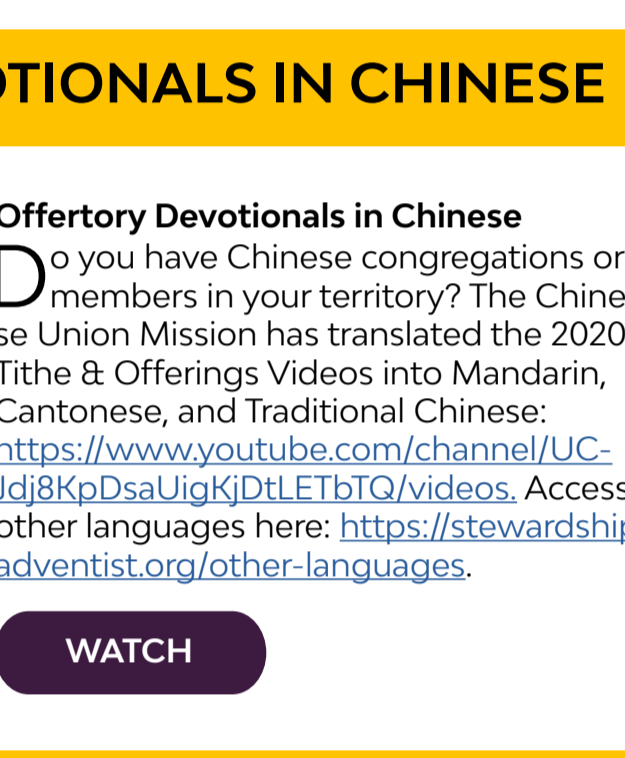 OTIONALS IN CHINESE
Offertory Devotionals in Chinese
Do you have Chinese congregations or
members in your territory? The Chine
se Union Mission has translated the 2020
Tithe & Offerings Videos into Mandarin,
Cantonese, and Traditional Chinese:
https://www.youtube.com/channel/UC-
Jdj8KpDsaUigKjDtLETbTQ/videos. Access
other languages here: https://stewardship
adventist.org/other-languages.
WATCH